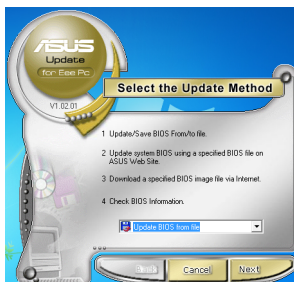 ASUS
Update
for Eee Pc
V1.02.01
Select the Update Method
1 Update/Save BIOS From/to file.
2 Update system BIOS using a specified BIOS file on
ASUS Web Site.
3 Download a specified BIOS image file via Internet.
4 Check BIOS Information.
Update BIOS from file
Back Cancel Next